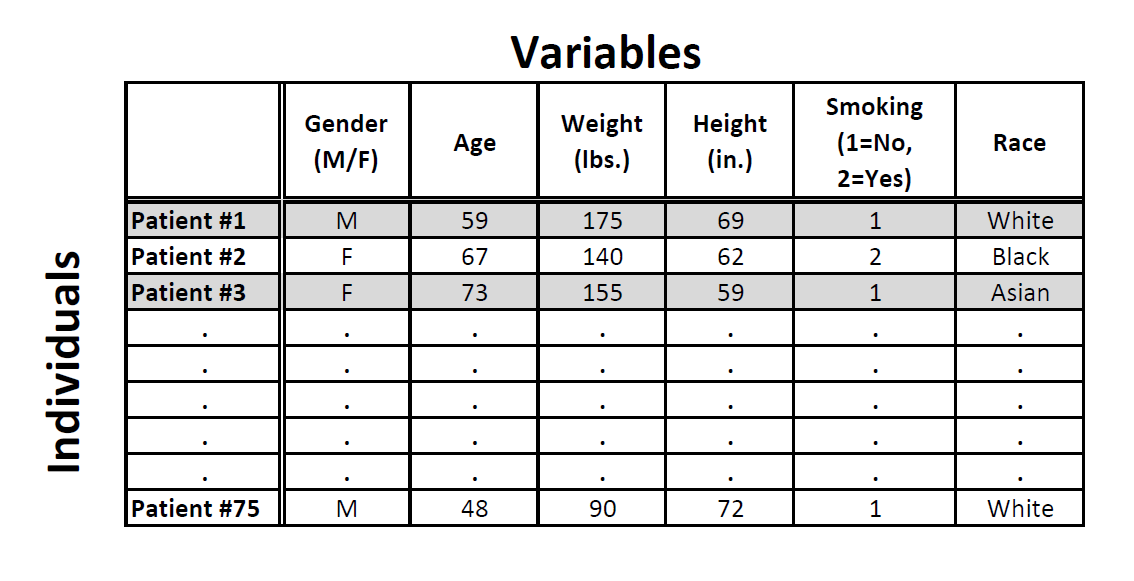 Variables
Gender (M/F) Age Weight (lbs.) Height (in.) Smoking (1=No, 2=Yes) Race
Individuals
Patient #1 M 59 175 69 1 White
Patient #2 F 67 140 62 2 Black
Patient #3 F 73 155 59 1 Asian
. . . . . . .
. . . . . . .
. . . . . . .
. . . . . . .
. . . . . . .
Patient #75 M 48 90 72 1 White